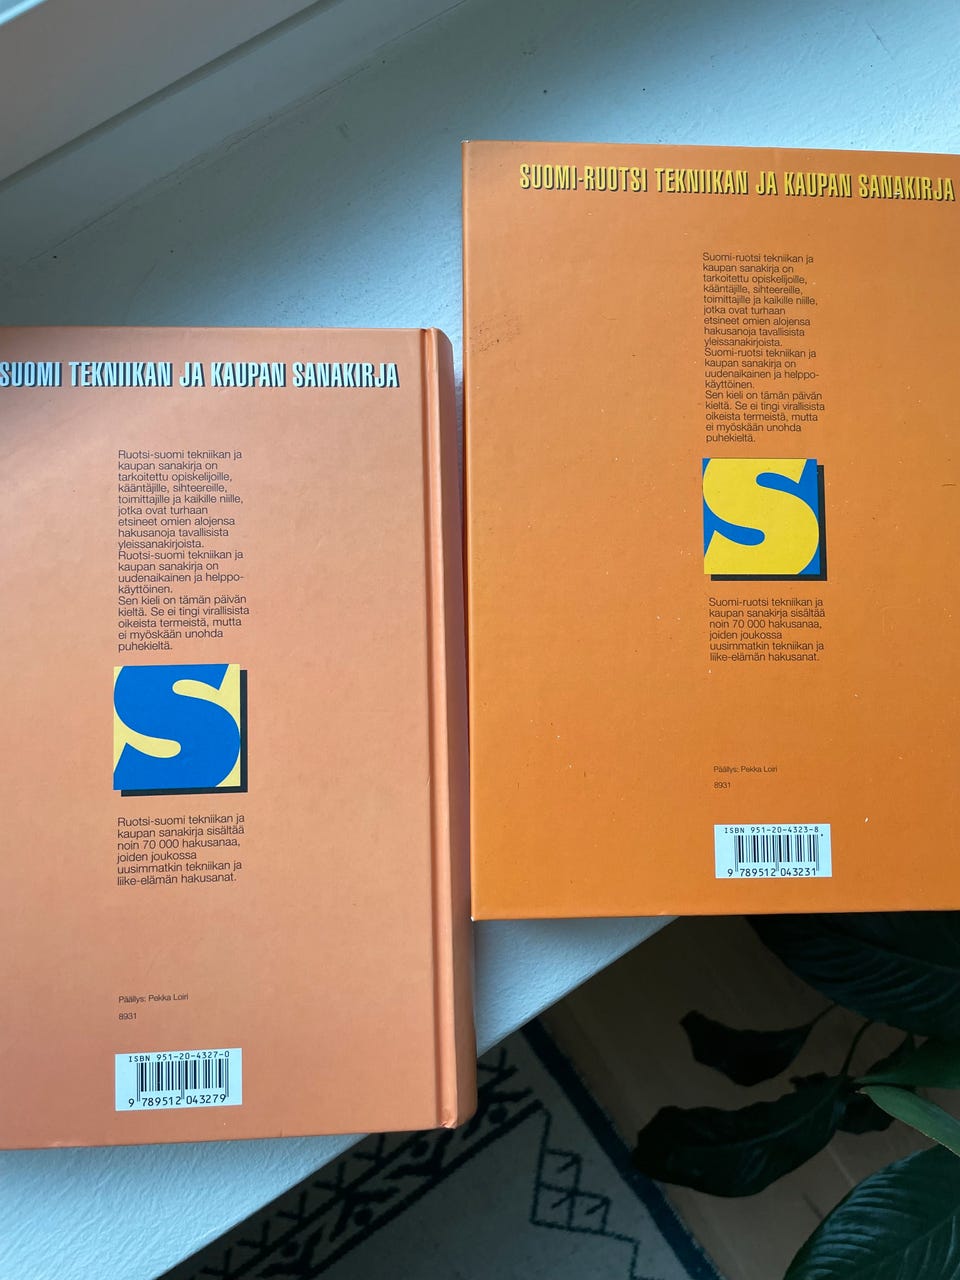 SUOMI TEKNIIKAN JA KAUPAN SANAKIRJA
Ruotsi-suomi tekniikan ja
kaupan sanakirja on
tarkoitettu opiskelijoille,
kääntäjille, sihteereille,
toimittajille ja kaikille niille,
jotka ovat turhaan
etsineet omien alojensa
hakusanoja tavallisista
yleissanakirjoista.
Ruotsi-suomi tekniikan ja
kaupan sanakirja on
uudenaikainen ja helppo-
käyttöinen.
Sen kieli on tämän päivän
kieltä. Se ei tingi virallisista
oikeista termeistä, mutta
ei myöskään unohda
puhekieltä.
S
Ruotsi-suomi tekniikan ja
kaupan sanakirja sisältää
noin 70 000 hakusanaa,
joiden joukossa
uusimmatkin tekniikan ja
liike-elämän hakusanat.
Päällys: Pekka Loiri
8931
ISBN 951-20-4327-0
9 789512 043279
SUOMI-RUOTSI TEKNIIKAN JA KAUPAN SANAKIRJA
Suomi-ruotsi tekniikan ja
kaupan sanakirja on
tarkoitettu opiskelijoille,
kääntäjille, sihteereille,
toimittajille ja kaikille niille,
jotka ovat turhaan
etsineet omien alojensa
hakusanoja tavallisista
yleissanakirjoista.
Suomi-ruotsi tekniikan ja
kaupan sanakirja on
uudenaikainen ja helppo-
käyttöinen.
Sen kieli on tämän päivän
kieltä. Se ei tingi virallisista
oikeista termeistä, mutta
ei myöskään unohda
puhekieltä.
S
Suomi-ruotsi tekniikan ja
kaupan sanakirja sisältää
noin 70 000 hakusanaa,
joiden joukossa
uusimmatkin tekniikan ja
liike-elämän hakusanat.
Päällys: Pekka Loiri
8931
ISBN 951-20-4323-8
9 789512 043231